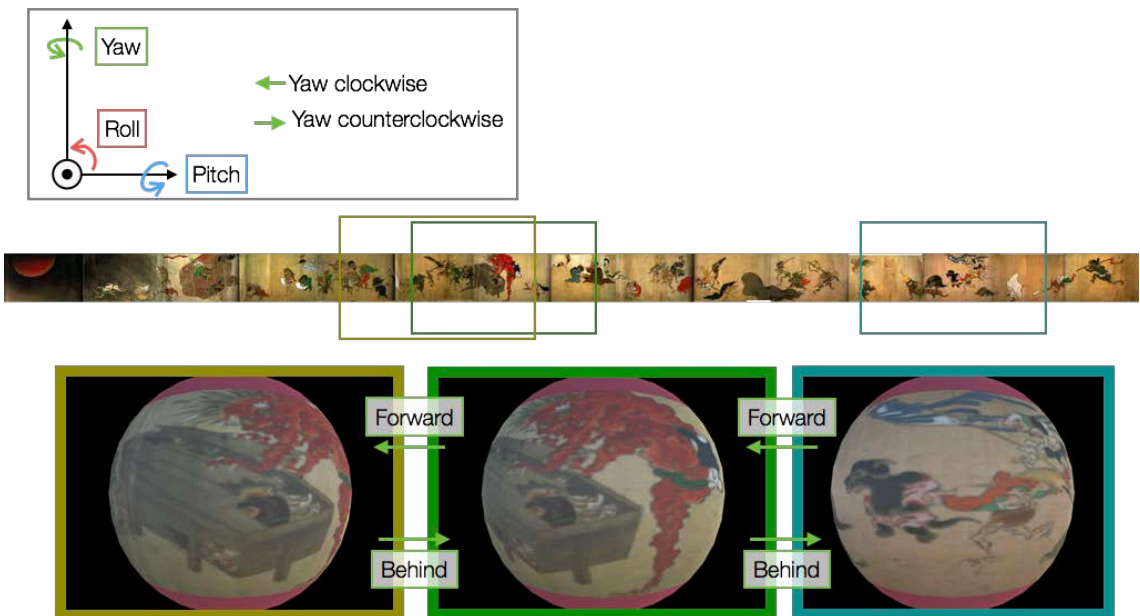 Yaw
Yaw clockwise
Yaw counterclockwise
Roll
Pitch
Forward
Forward
Behind
Behind